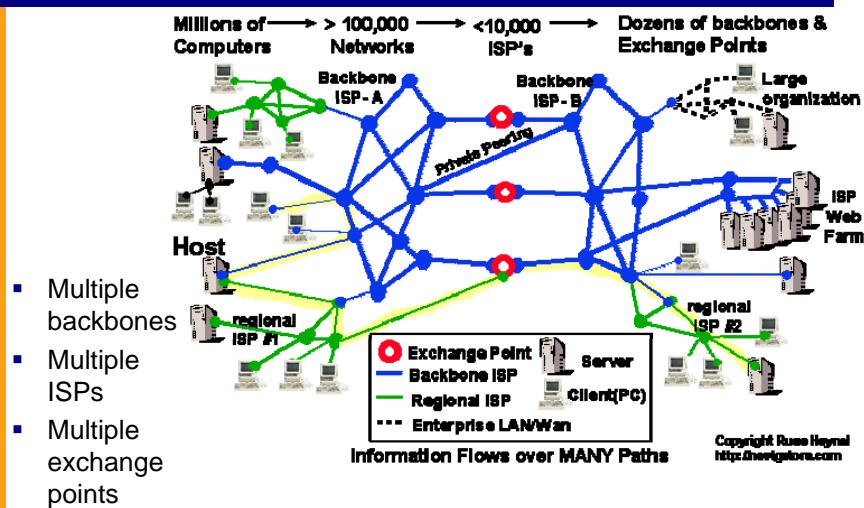 Millions of → > 100,000 → <10,000 → Dozens of backbones &
Computers Networks ISP's Exchange Points
Backbone
ISP - A
Backbone
ISP - B
Large
organization
Private Peering
ISP
Web
Farm
Host
▪ Multiple
backbones
▪ Multiple
ISPs
▪ Multiple
exchange
points
regional
ISP #1
regional
ISP #2
Exchange Point
Backbone ISP
Regional ISP
Enterprise LAN/Wan
Server
Client(PC)
Information Flows over MANY Paths
Copyright Russ Haynal
http://navigators.com